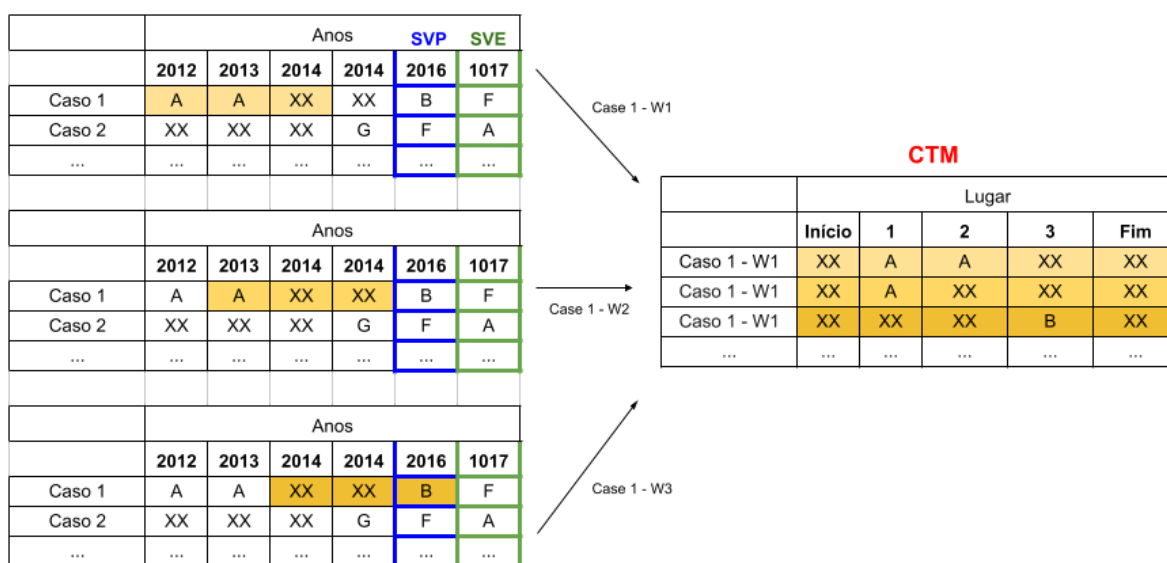 Anos SVP SVE
2012 2013 2014 2014 2016 1017
Caso 1 A A XX XX B F
Caso 2 XX XX XX G F A
... ... ... ... ... ... ...
Case 1 - W1
Anos
2012 2013 2014 2014 2016 1017
Caso 1 A A XX XX B F
Caso 2 XX XX XX G F A
... ... ... ... ... ... ...
Case 1 - W2
Anos
2012 2013 2014 2014 2016 1017
Caso 1 A A XX XX B F
Caso 2 XX XX XX G F A
... ... ... ... ... ... ...
Case 1 - W3
CTM
Lugar
Início 1 2 3 Fim
Caso 1 - W1 XX A A XX XX
Caso 1 - W1 XX A XX XX XX
Caso 1 - W1 XX XX XX B XX
... ... ... ... ... ...